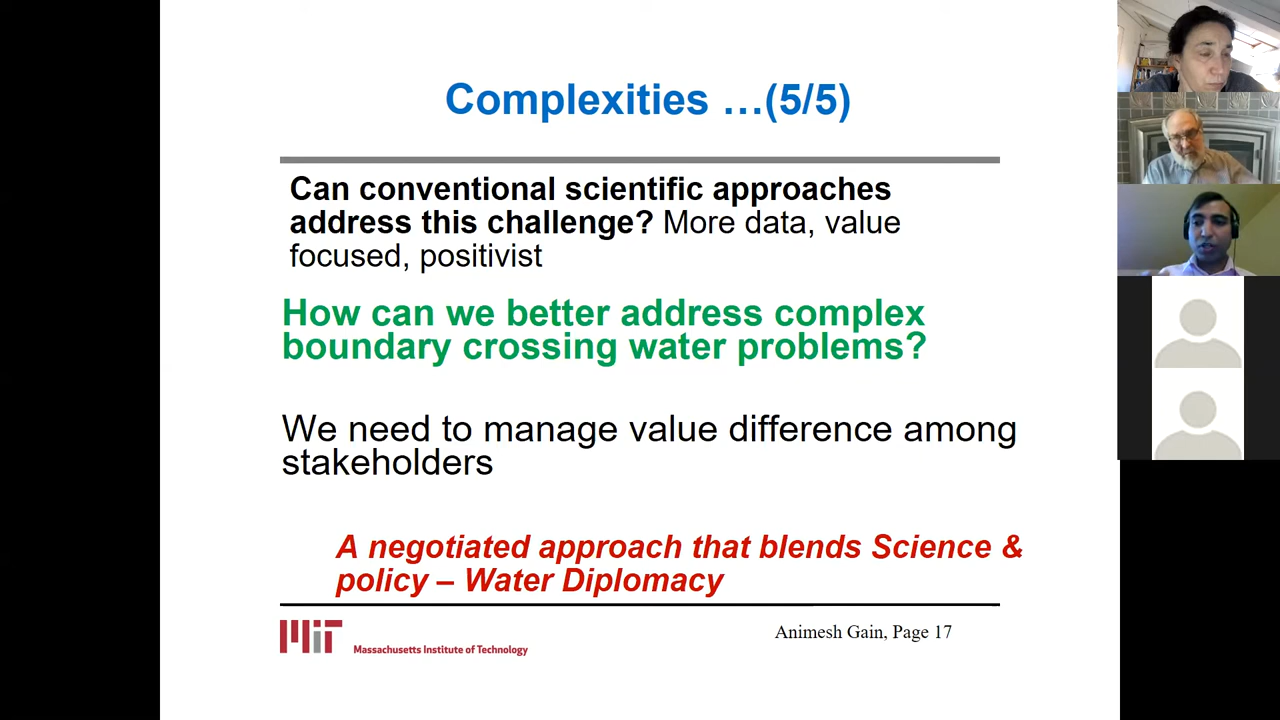 Complexities …(5/5)
Can conventional scientific approaches
address this challenge? More data, value
focused, positivist
How can we better address complex
boundary crossing water problems?
We need to manage value difference among
stakeholders
A negotiated approach that blends Science &
policy – Water Diplomacy
MIT
Massachusetts Institute of Technology
Animesh Gain, Page 17